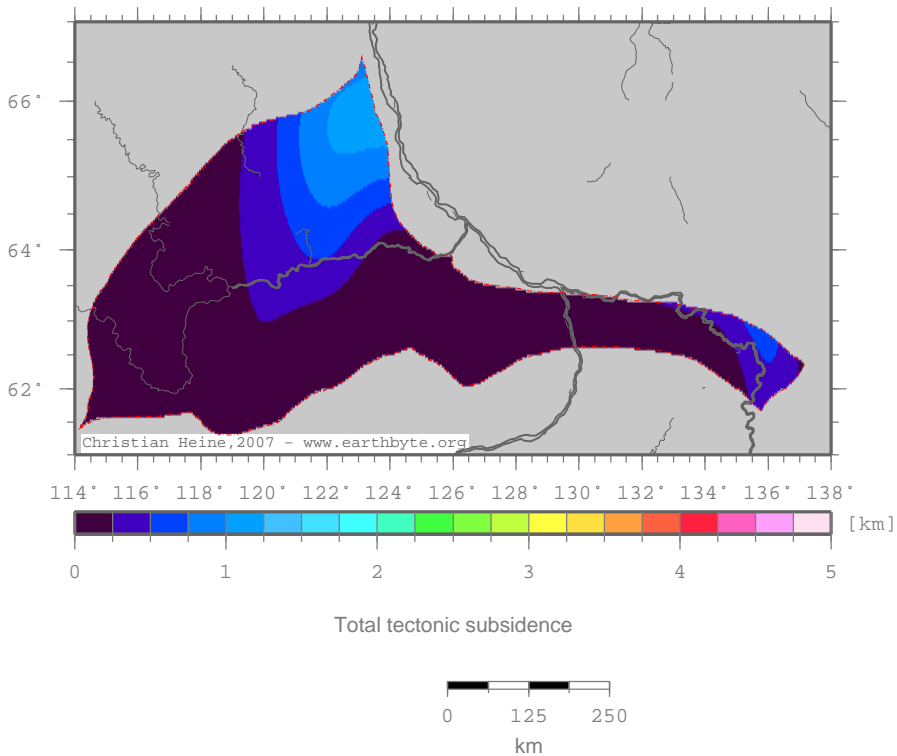 66°
64°
62°
Christian Heine,2007 - www.earthbyte.org
114° 116° 118° 120° 122° 124° 126° 128° 130° 132° 134° 136° 138°
[km]
0 1 2 3 4 5
Total tectonic subsidence
0 125 250
km